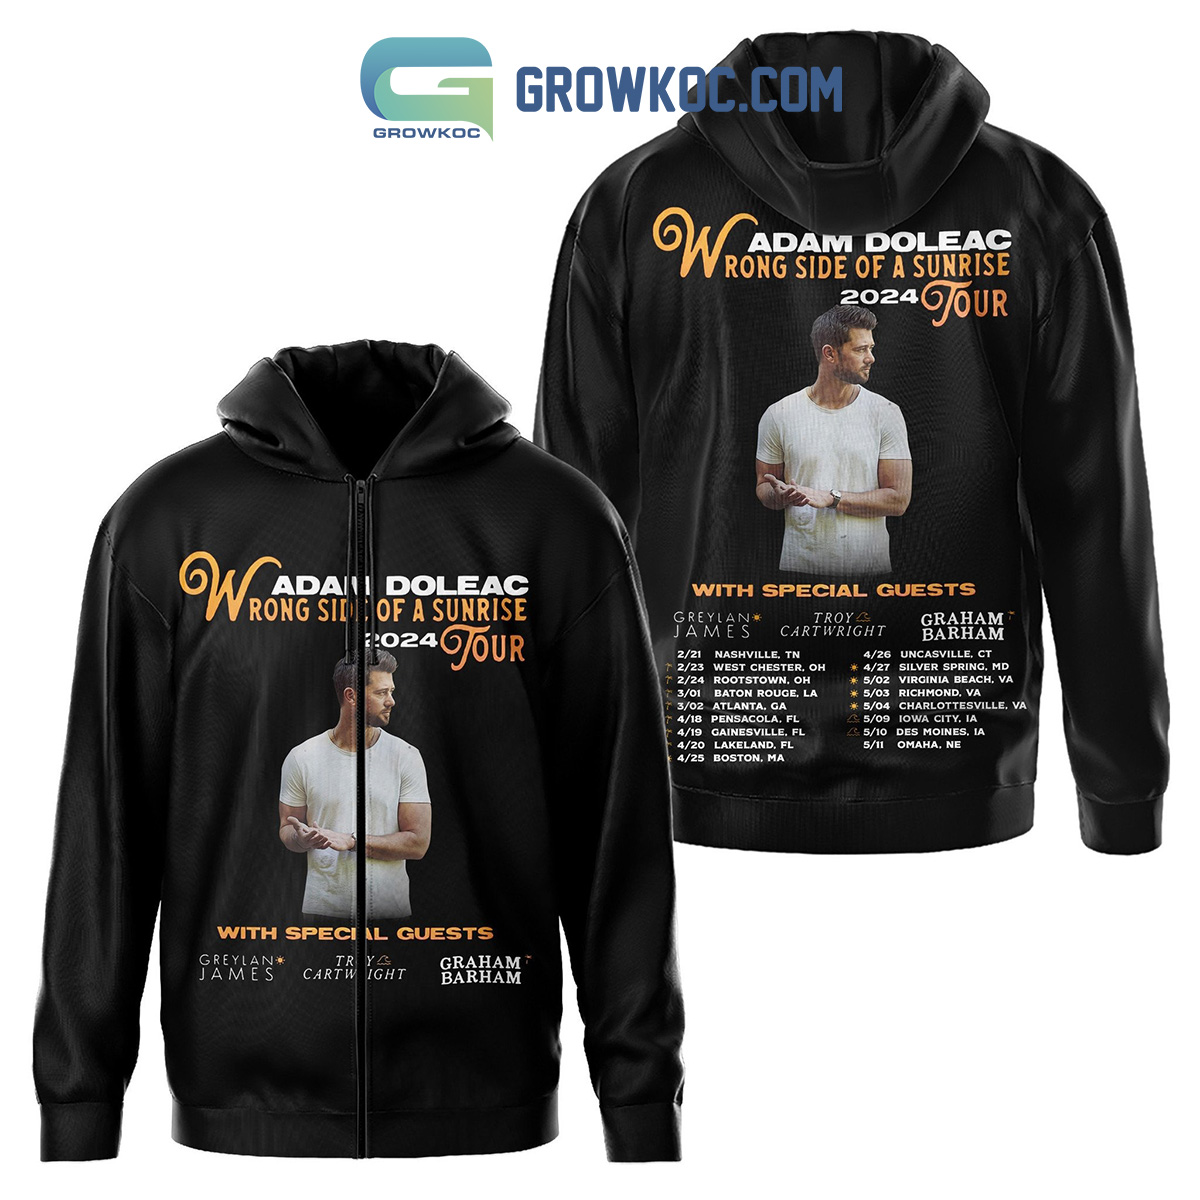 GROWKOC
GROWKOC.COM
ADAM DOLEAC
WRONG SIDE OF A SUNRISE
2024 TOUR
WITH SPECIAL GUESTS
GREYLAN JAMES
TROY CARTWRIGHT
GRAHAM BARHAM
2/21 NASHVILLE, TN
2/23 WEST CHESTER, OH
2/24 ROOTSTOWN, OH
3/01 BATON ROUGE, LA
3/02 ATLANTA, GA
4/18 PENSACOLA, FL
4/19 GAINESVILLE, FL
4/20 LAKELAND, FL
4/25 BOSTON, MA
4/26 UNCASVILLE, CT
4/27 SILVER SPRING, MD
5/02 VIRGINIA BEACH, VA
5/03 RICHMOND, VA
5/04 CHARLOTTESVILLE, VA
5/09 IOWA CITY, IA
5/10 DES MOINES, IA
5/11 OMAHA, NE
ADAM DOLEAC
WRONG SIDE OF A SUNRISE
2024 TOUR
WITH SPECIAL GUESTS
GREYLAN JAMES
TROY CARTWRIGHT
GRAHAM BARHAM